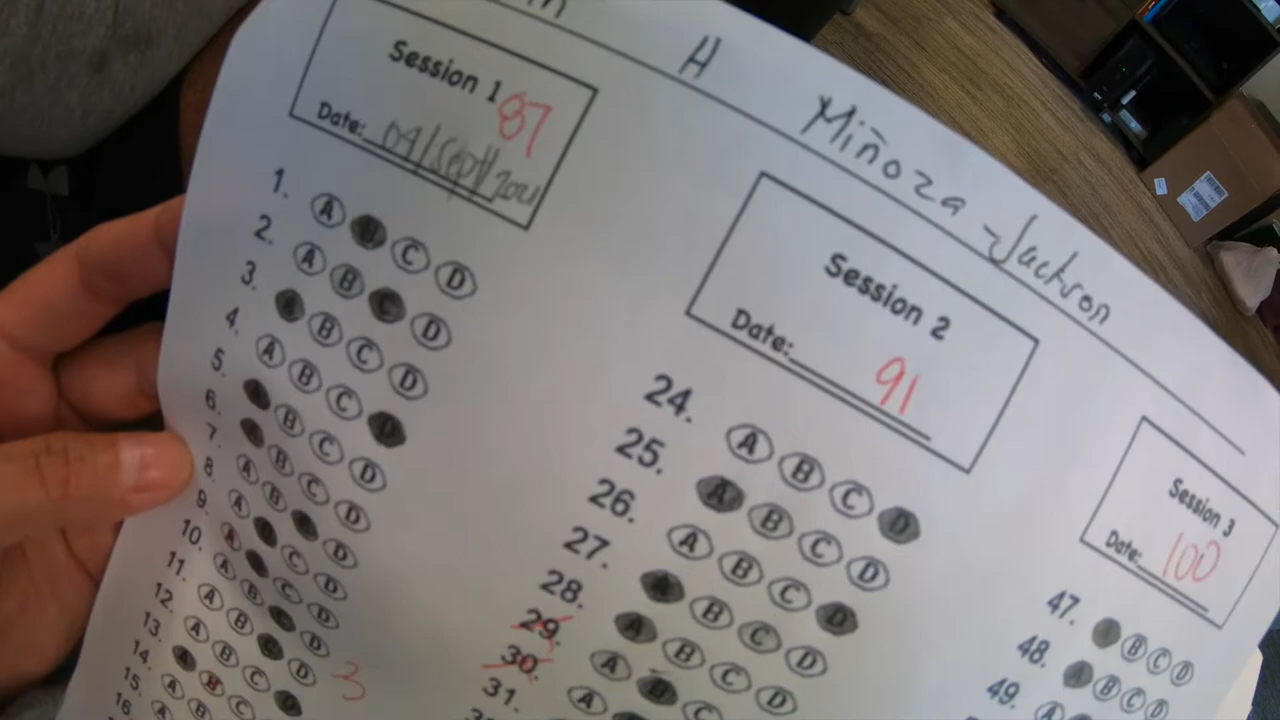 H Miñoza-Jackson
Session 1 87
Date:
1. A B C D
2. A B C D
3. B C D
4. A B C D
5. B C D
6. B C D
7. A B D
8. A C D
9. A C D
10. A B D
11. A B D
12. A B C D
13. B C D 3
14. A B C
15. A B
16.
Session 2
Date: 91
24. A B C D
25. A B C D
26. A B C D
27. B C D
28. A B C D
29. A B
30. A
31.
Session 3
Date: 100
47. B C D
48. A B C D
49. A